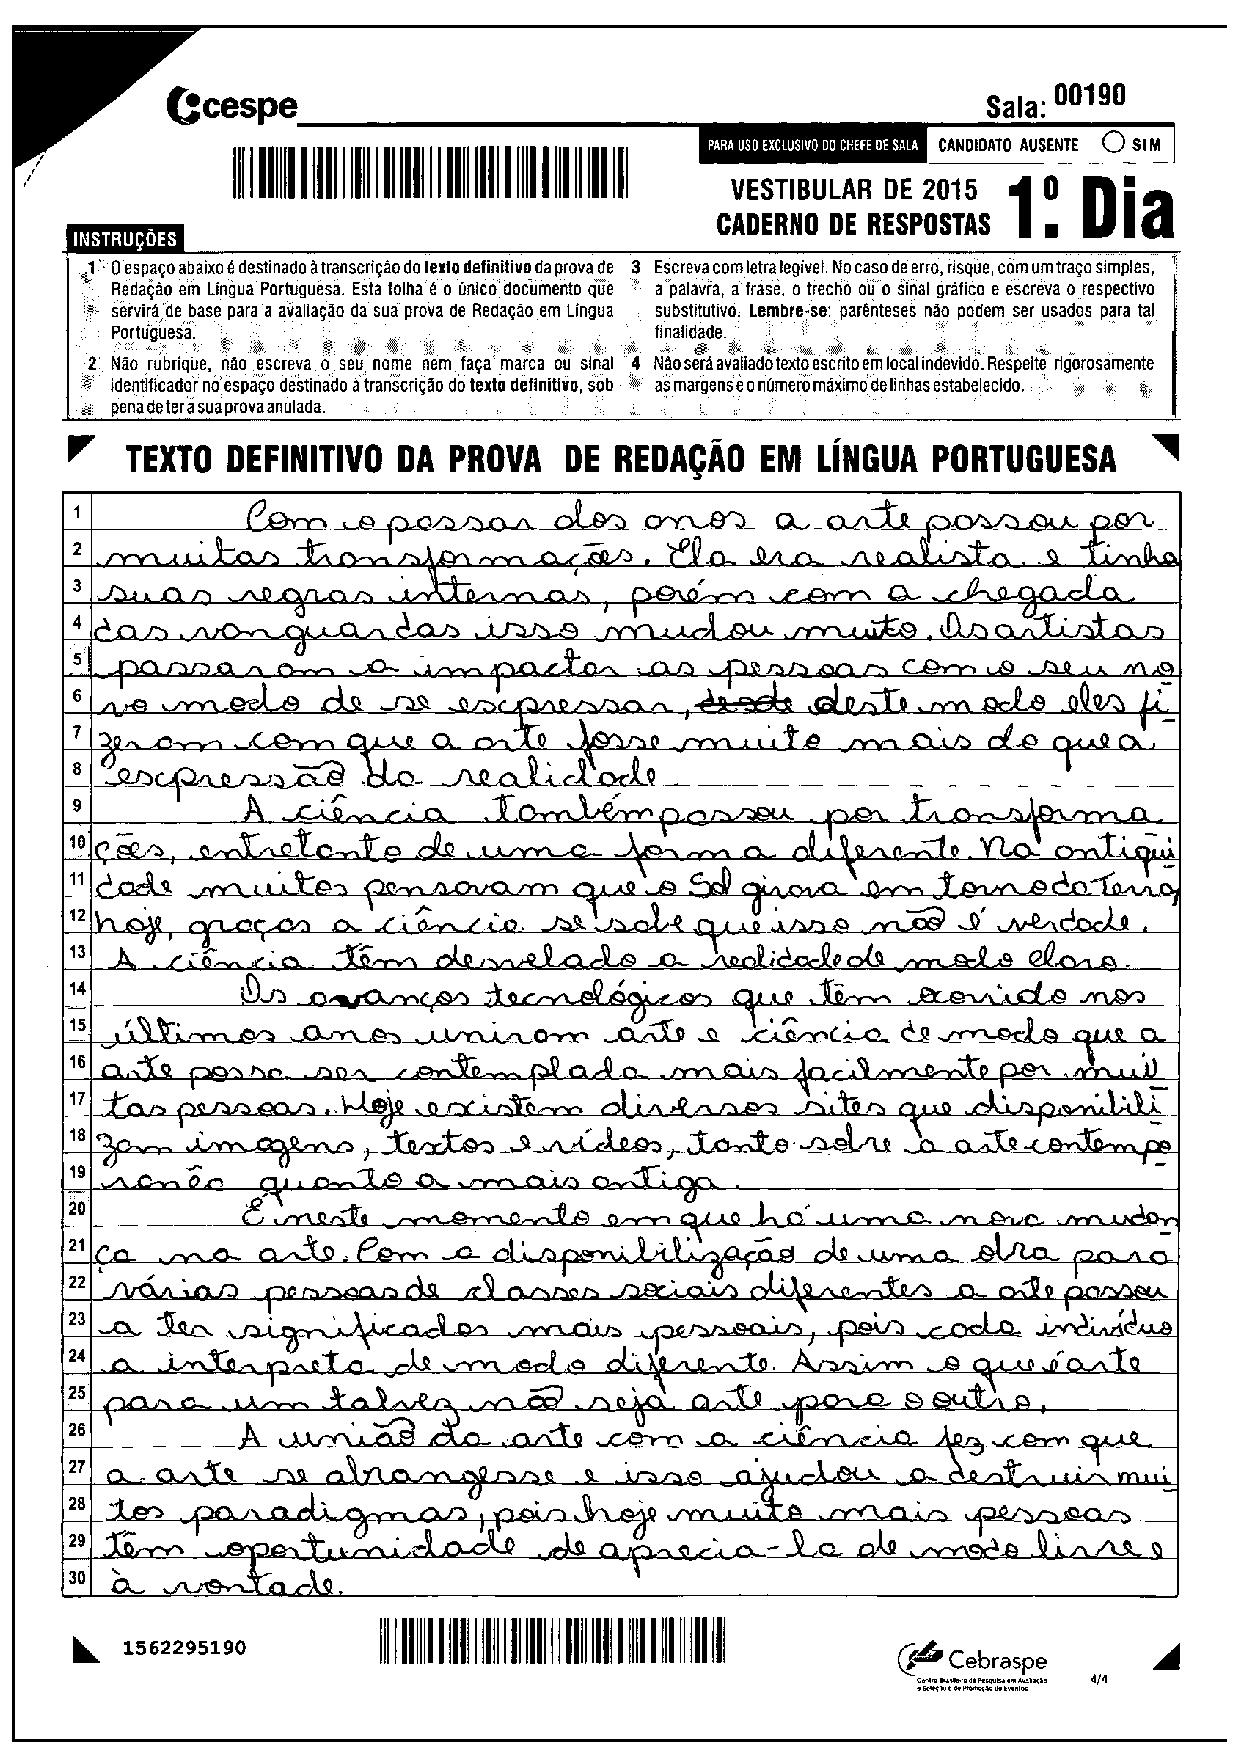 cespe
Sala: 00190
PARA USO EXCLUSIVO DO CHEFE DE SALA CANDIDATO AUSENTE SIM
VESTIBULAR DE 2015
CADERNO DE RESPOSTAS
1º. Dia
INSTRUÇÕES
1 O espaço abaixo é destinado à transcrição do texto definitivo da prova de
Redação em Língua Portuguesa. Esta folha é o único documento que
servirá de base para a avaliação da sua prova de Redação em Língua
Portuguesa.
2 Não rubrique, não escreva o seu nome nem faça marca ou sinal
identificador no espaço destinado à transcrição do texto definitivo, sob
pena de ter a sua prova anulada.
3 Escreva com letra legível. No caso de erro, risque, com um traço simples,
a palavra, a frase, o trecho ou o sinal gráfico e escreva o respectivo
substitutivo. Lembre-se: parênteses não podem ser usados para tal
finalidade.
4 Não será avaliado texto escrito em local indevido. Respeite rigorosamente
as margens e o número máximo de linhas estabelecido.
TEXTO DEFINITIVO DA PROVA DE REDAÇÃO EM LÍNGUA PORTUGUESA
1 Com o passar dos anos a arte passou por
2 muitas transformações. Ela era realista e tinha
3 suas regras internas, porém com a chegada
4 das vanguardas isso mudou muito. Os artistas
5 passaram a impactar as pessoas com o seu no
6 vo modo de se expressar, desde deste modo eles fi
7 zeram com que a arte fosse muito mais do que a
8 expressão da realidade
9 A ciência também passou por transforma
10 ções, entretanto de uma forma diferente. Na antigui
11 dade muitos pensavam que o Sol girava em torno da Terra,
12 hoje, graças a ciência se sabe que isso não é verdade.
13 A ciência têm desvelado a realidade de modo claro.
14 Os avanços tecnológicos que têm ocorrido nos
15 últimos anos uniram arte e ciência de modo que a
16 arte possa ser contemplada mais facilmente por mui
17 tas pessoas. Hoje existem diversos sites que disponibili
18 zam imagens, textos e vídeos, tanto sobre a arte contempo
19 ranêa quanto a mais antiga.
20 É neste momento em que há uma nova mudan
21 ça na arte. Com a disponibilização de uma obra para
22 várias pessoas de classes sociais diferentes a arte passou
23 a ter significados mais pessoais, pois cada indivíduo
24 a interpreta de modo diferente. Assim o que é arte
25 para um talvez não seja arte para o outro.
26 A união da arte com a ciência fez com que
27 a arte se abrangesse e isso ajudou a destruir mui
28 tos paradigmas, pois hoje muito mais pessoas
29 têm oportunidade de aprecia-la de modo livre e
30 à vontade.
1562295190
Cebraspe
Centro Brasileiro de Pesquisa em Avaliação
e Seleção e de Promoção de Eventos
4/4